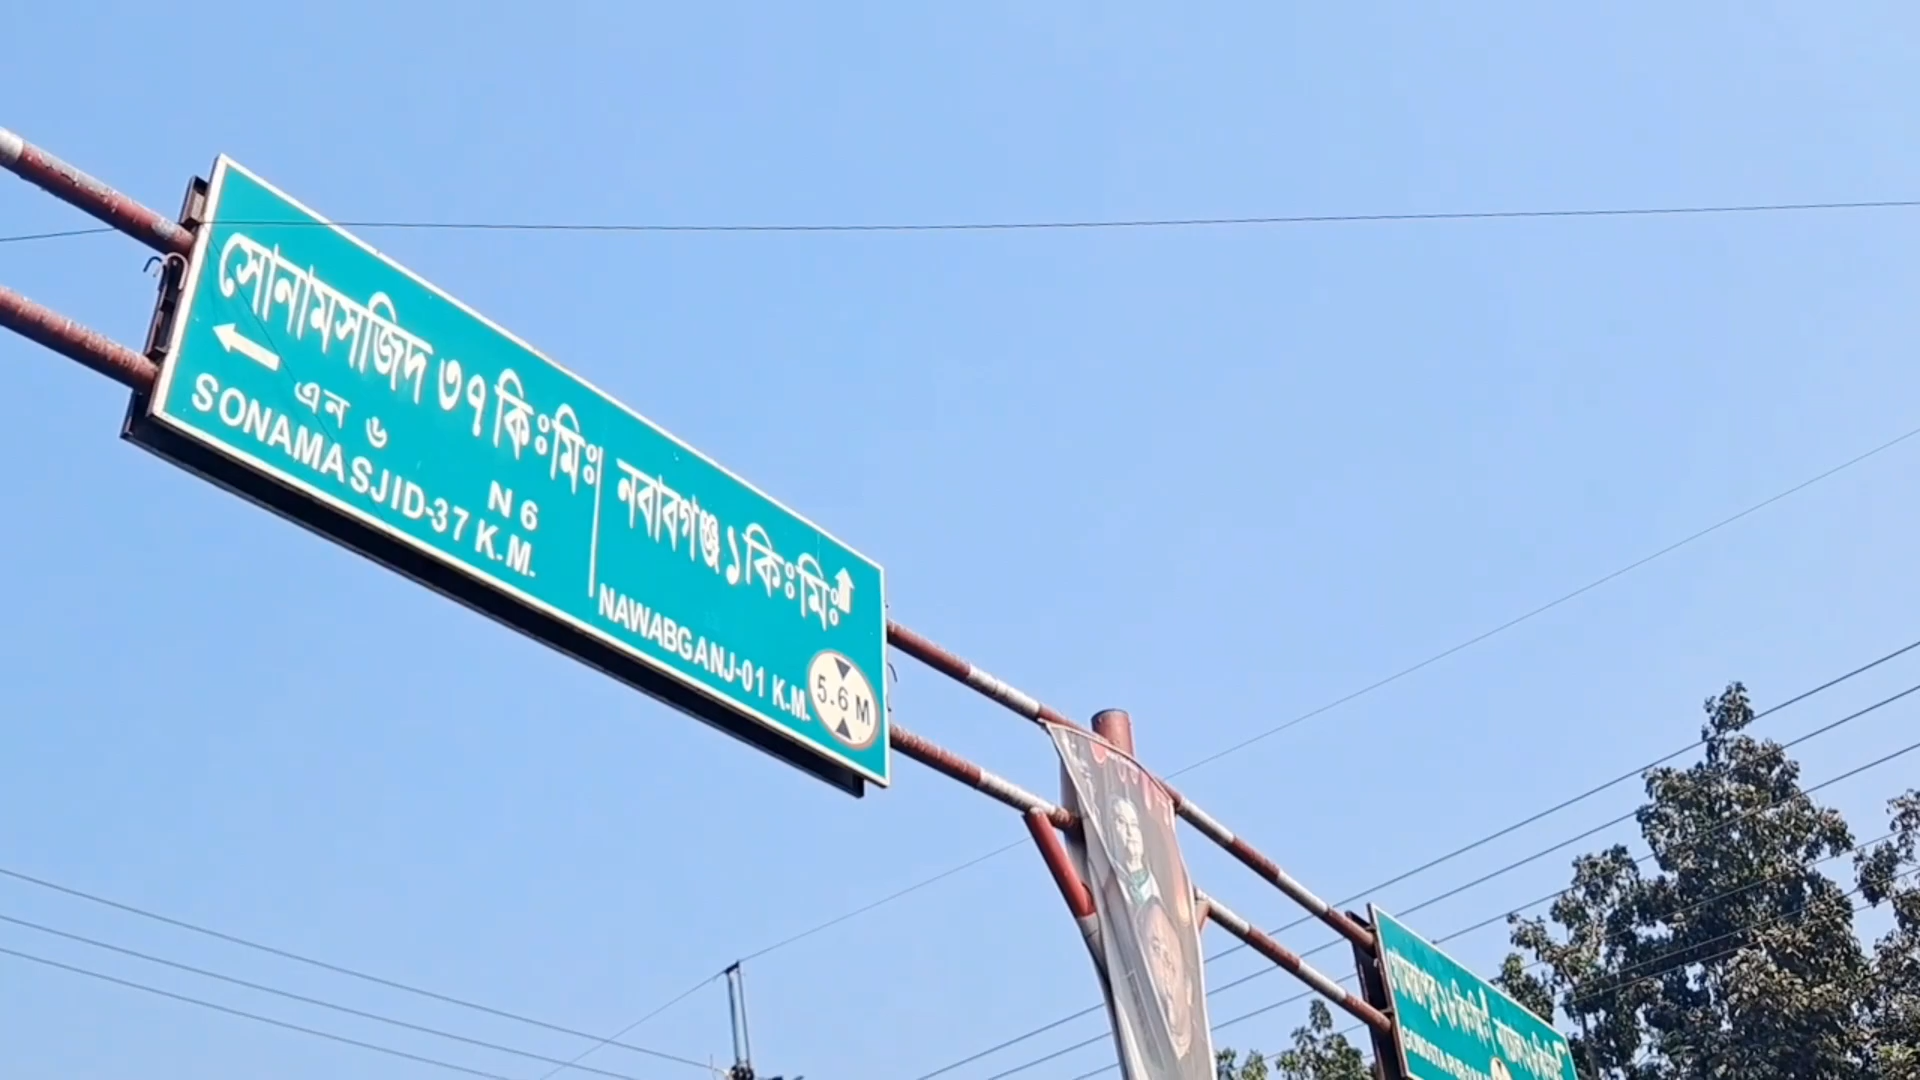 সোনামসজিদ ৩৭ কিঃমিঃ
এন ৬
N 6
SONAMASJID-37 K.M.
নবাবগঞ্জ ১ কিঃমিঃ
NAWABGANJ-01 K.M.
5.6 M